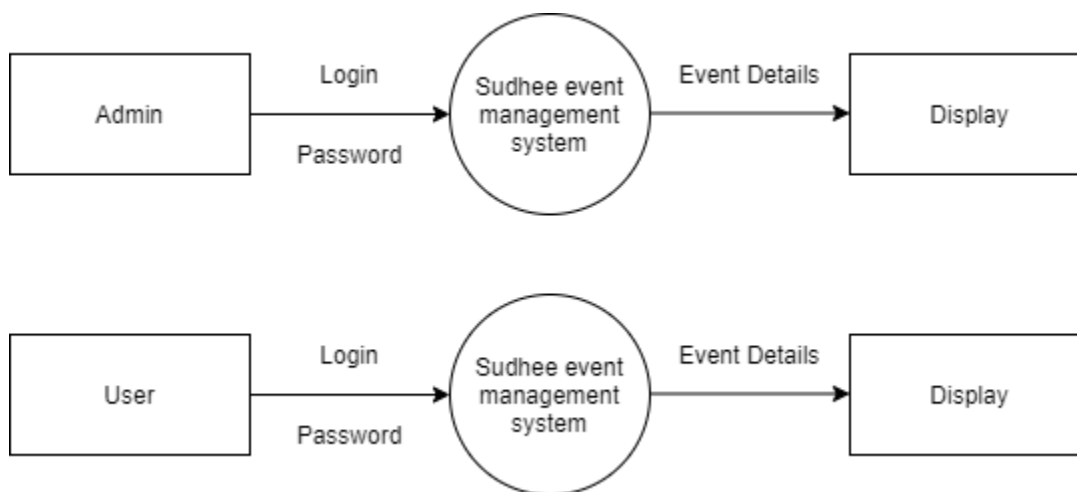 Login
Event Details
Admin
Sudhee event
management
system
Display
Password
Login
Event Details
User
Sudhee event
management
system
Display
Password